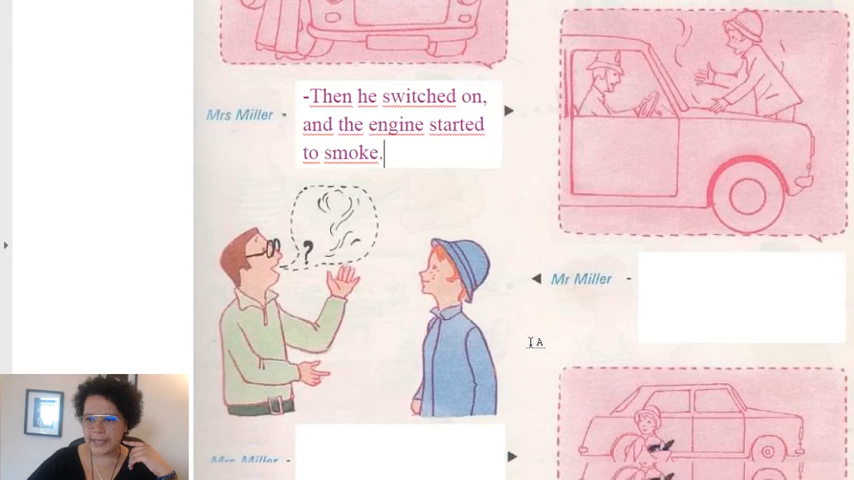 Mrs Miller -
-Then he switched on,
and the engine started
to smoke.
?
Mr Miller -
Mrs Miller -